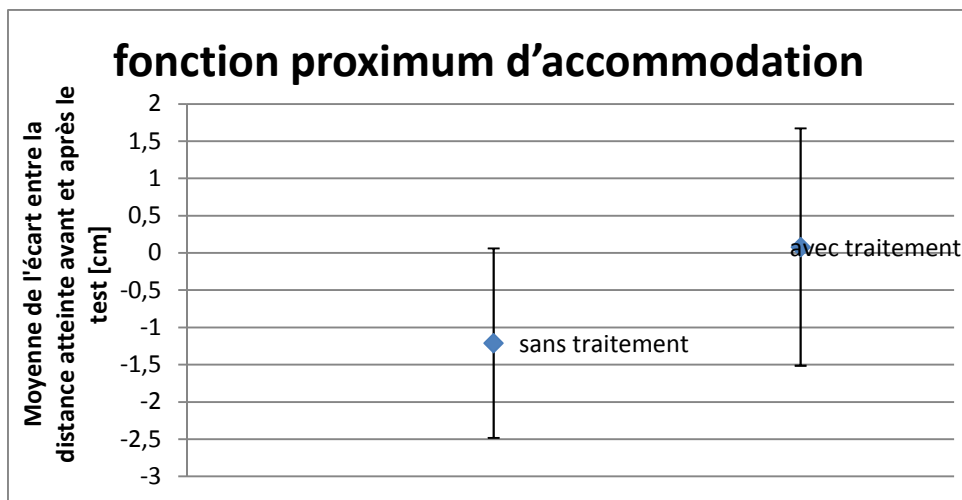 fonction proximum d’accommodation
Moyenne de l'écart entre la
distance atteinte avant et après le
test [cm]
2
1,5
1
0,5
0
-0,5
-1
-1,5
-2
-2,5
-3
avec traitement
sans traitement